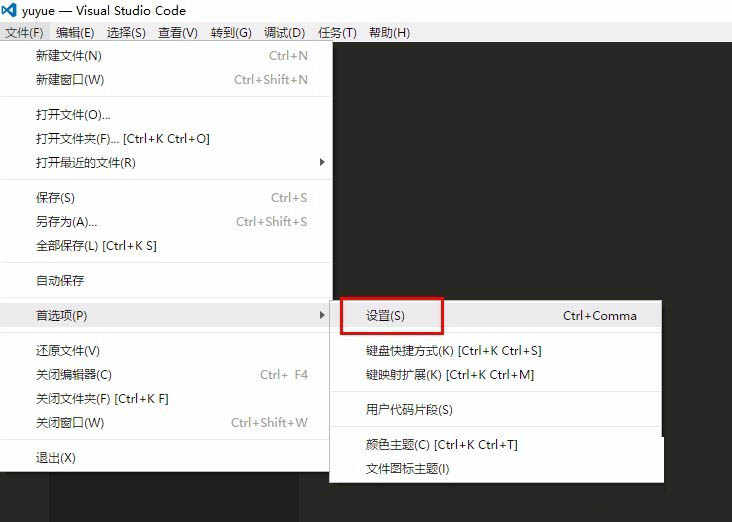 yuyue — Visual Studio Code
文件(F) 编辑(E) 选择(S) 查看(V) 转到(G) 调试(D) 任务(T) 帮助(H)
新建文件(N) Ctrl+N
新建窗口(W) Ctrl+Shift+N
打开文件(O)...
打开文件夹(F)... [Ctrl+K Ctrl+O]
打开最近的文件(R)
保存(S) Ctrl+S
另存为(A)... Ctrl+Shift+S
全部保存(L) [Ctrl+K S]
自动保存
首选项(P)
设置(S) Ctrl+Comma
还原文件(V)
键盘快捷方式(K) [Ctrl+K Ctrl+S]
关闭编辑器(C) Ctrl+ F4
键映射扩展(K) [Ctrl+K Ctrl+M]
关闭文件夹(F) [Ctrl+K F]
用户代码片段(S)
关闭窗口(W) Ctrl+Shift+W
颜色主题(C) [Ctrl+K Ctrl+T]
退出(X)
文件图标主题(I)